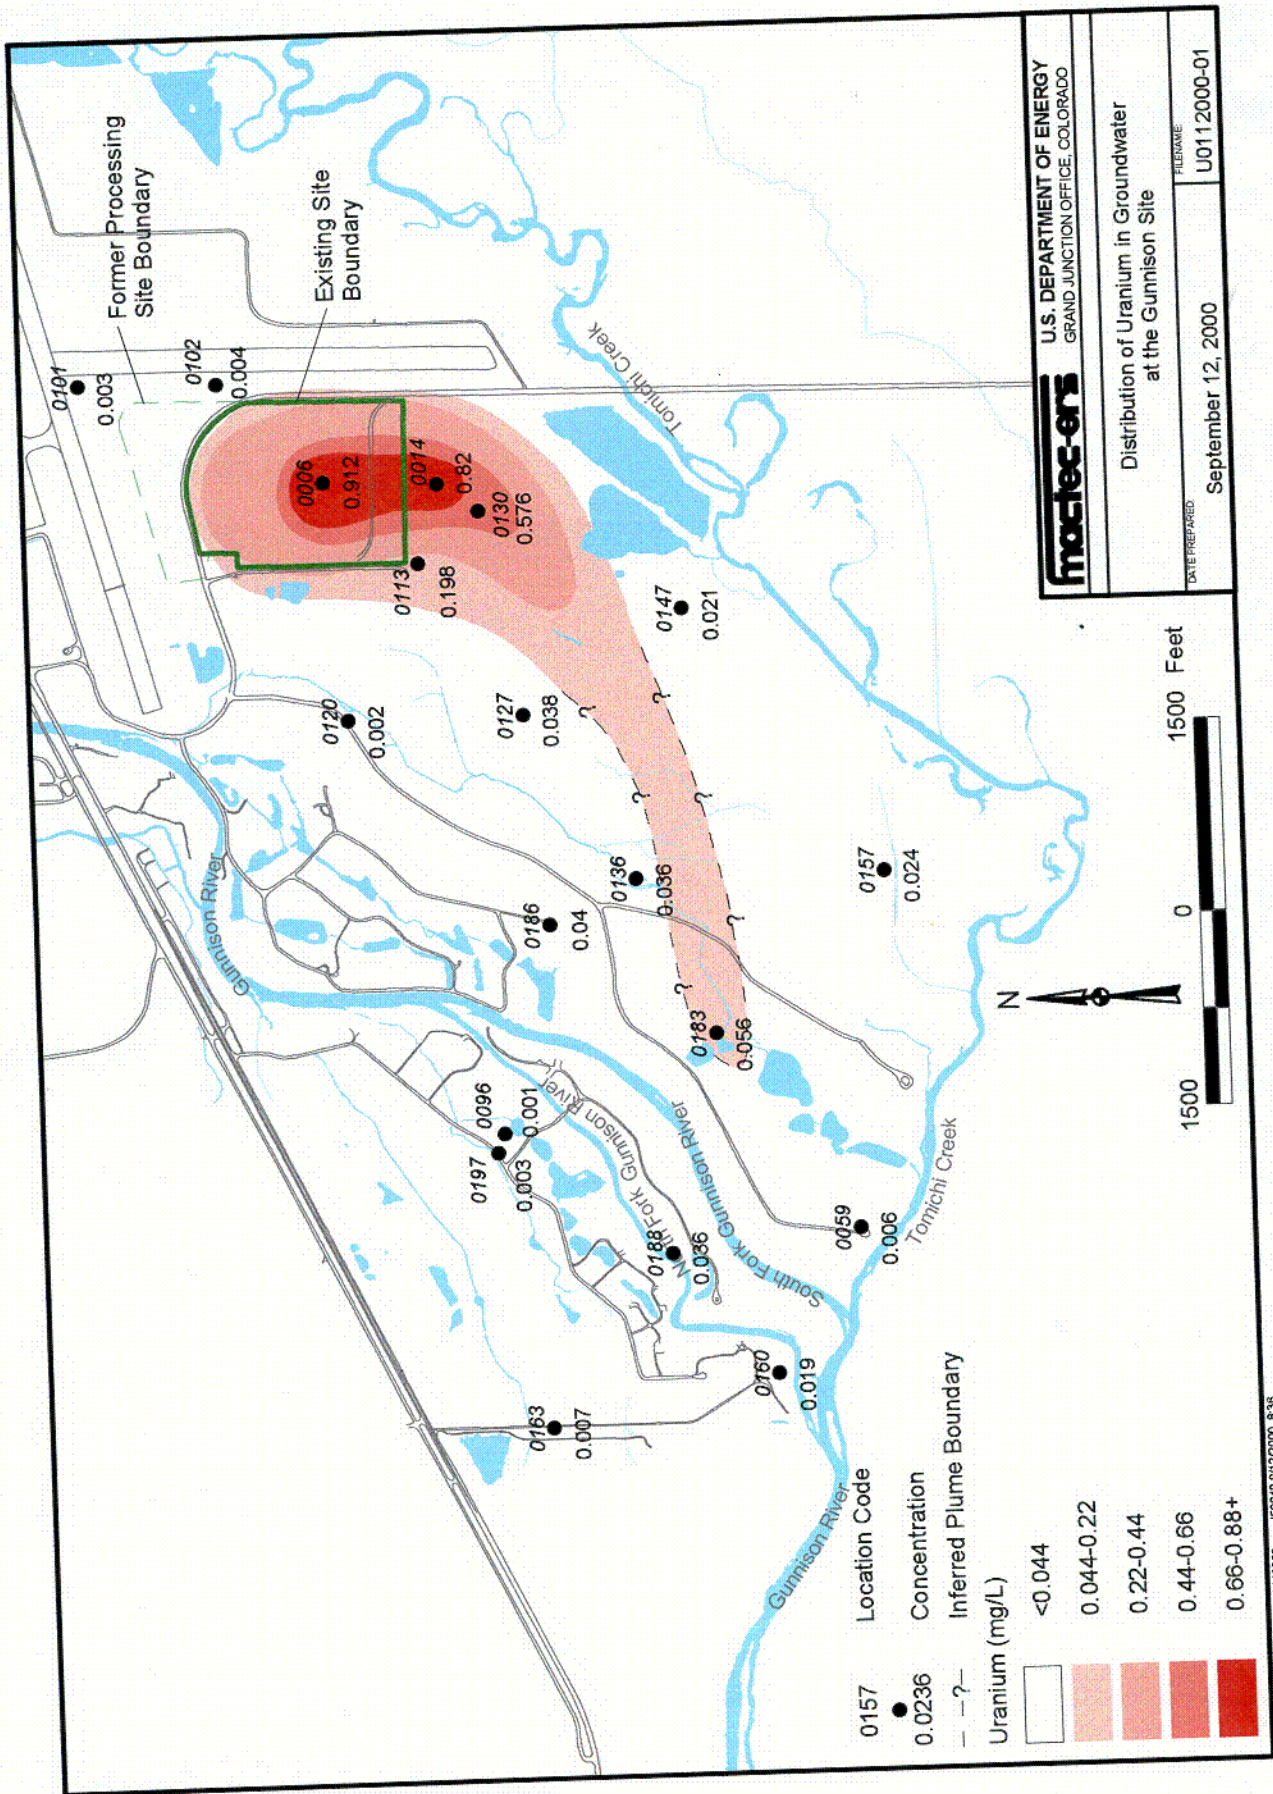 Former Processing
Site Boundary
Existing Site
Boundary
0101
0.003
0102
0.004
0006
0.912
0014
0.82
0130
0.576
0113
0.198
0147
0.021
0120
0.002
0127
0.038
0136
0.036
0186
0.04
0157
0.024
0183
0.056
0096
0.001
0197
0.003
0188
0.036
0059
0.006
0160
0.019
0163
0.007
Gunnison River
North Fork Gunnison River
South Fork Gunnison River
Gunnison River
Tomichi Creek
Tomichi Creek
?
?
?
?
?
?
N
1500
0
1500 Feet
0157
Location Code
0.0236
Concentration
– –?–
Inferred Plume Boundary
Uranium (mg/L)
<0.044
0.044-0.22
0.22-0.44
0.44-0.66
0.66-0.88+
mactec-ers
U.S. DEPARTMENT OF ENERGY
GRAND JUNCTION OFFICE, COLORADO
Distribution of Uranium in Groundwater
at the Gunnison Site
DATE PREPARED:
September 12, 2000
FILENAME:
U0112000-01